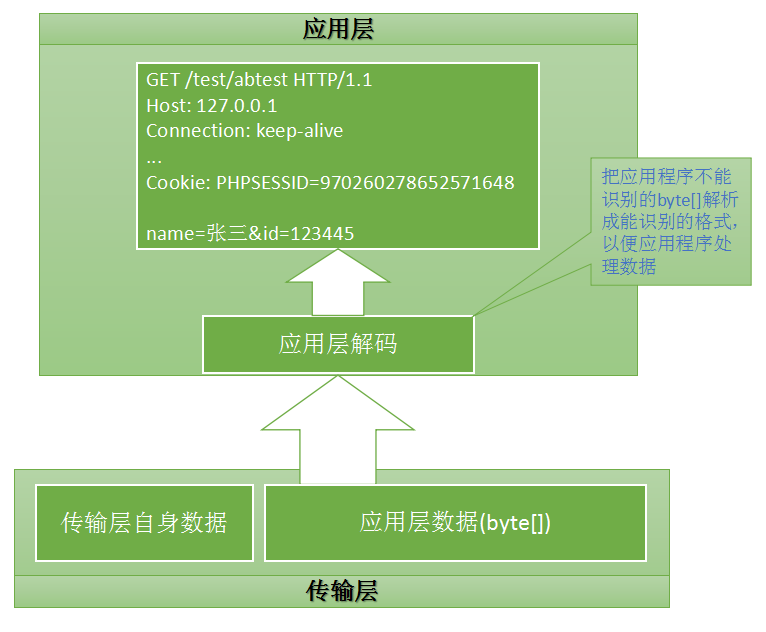 应用层
GET /test/abtest HTTP/1.1
Host: 127.0.0.1
Connection: keep-alive
...
Cookie: PHPSESSID=970260278652571648
name=张三&id=123445
把应用程序不能
识别的byte[]解析
成能识别的格式，
以便应用程序处
理数据
应用层解码
传输层自身数据
应用层数据(byte[])
传输层